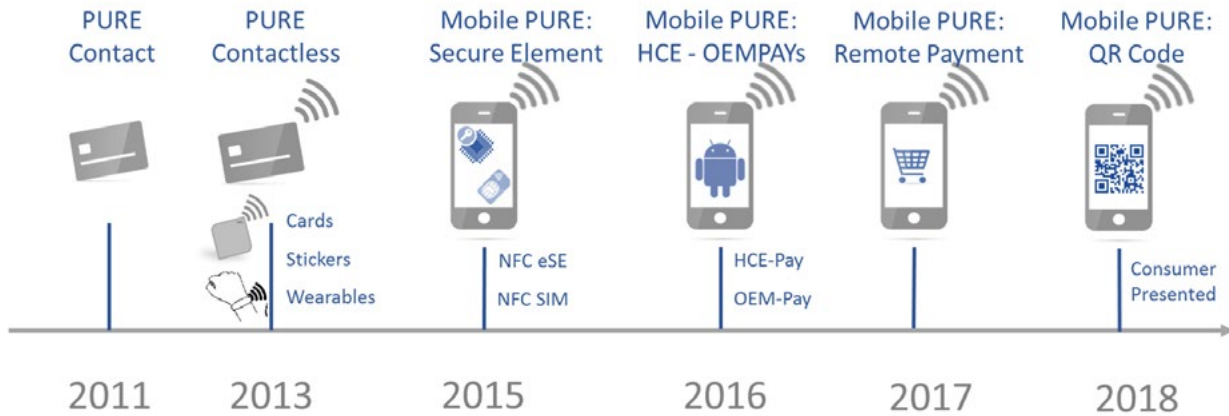 PURE
Contact
PURE
Contactless
Mobile PURE:
Secure Element
Mobile PURE:
HCE - OEMPAYs
Mobile PURE:
Remote Payment
Mobile PURE:
QR Code
Cards
Stickers
Wearables
NFC eSE
NFC SIM
HCE-Pay
OEM-Pay
Consumer
Presented
2011
2013
2015
2016
2017
2018